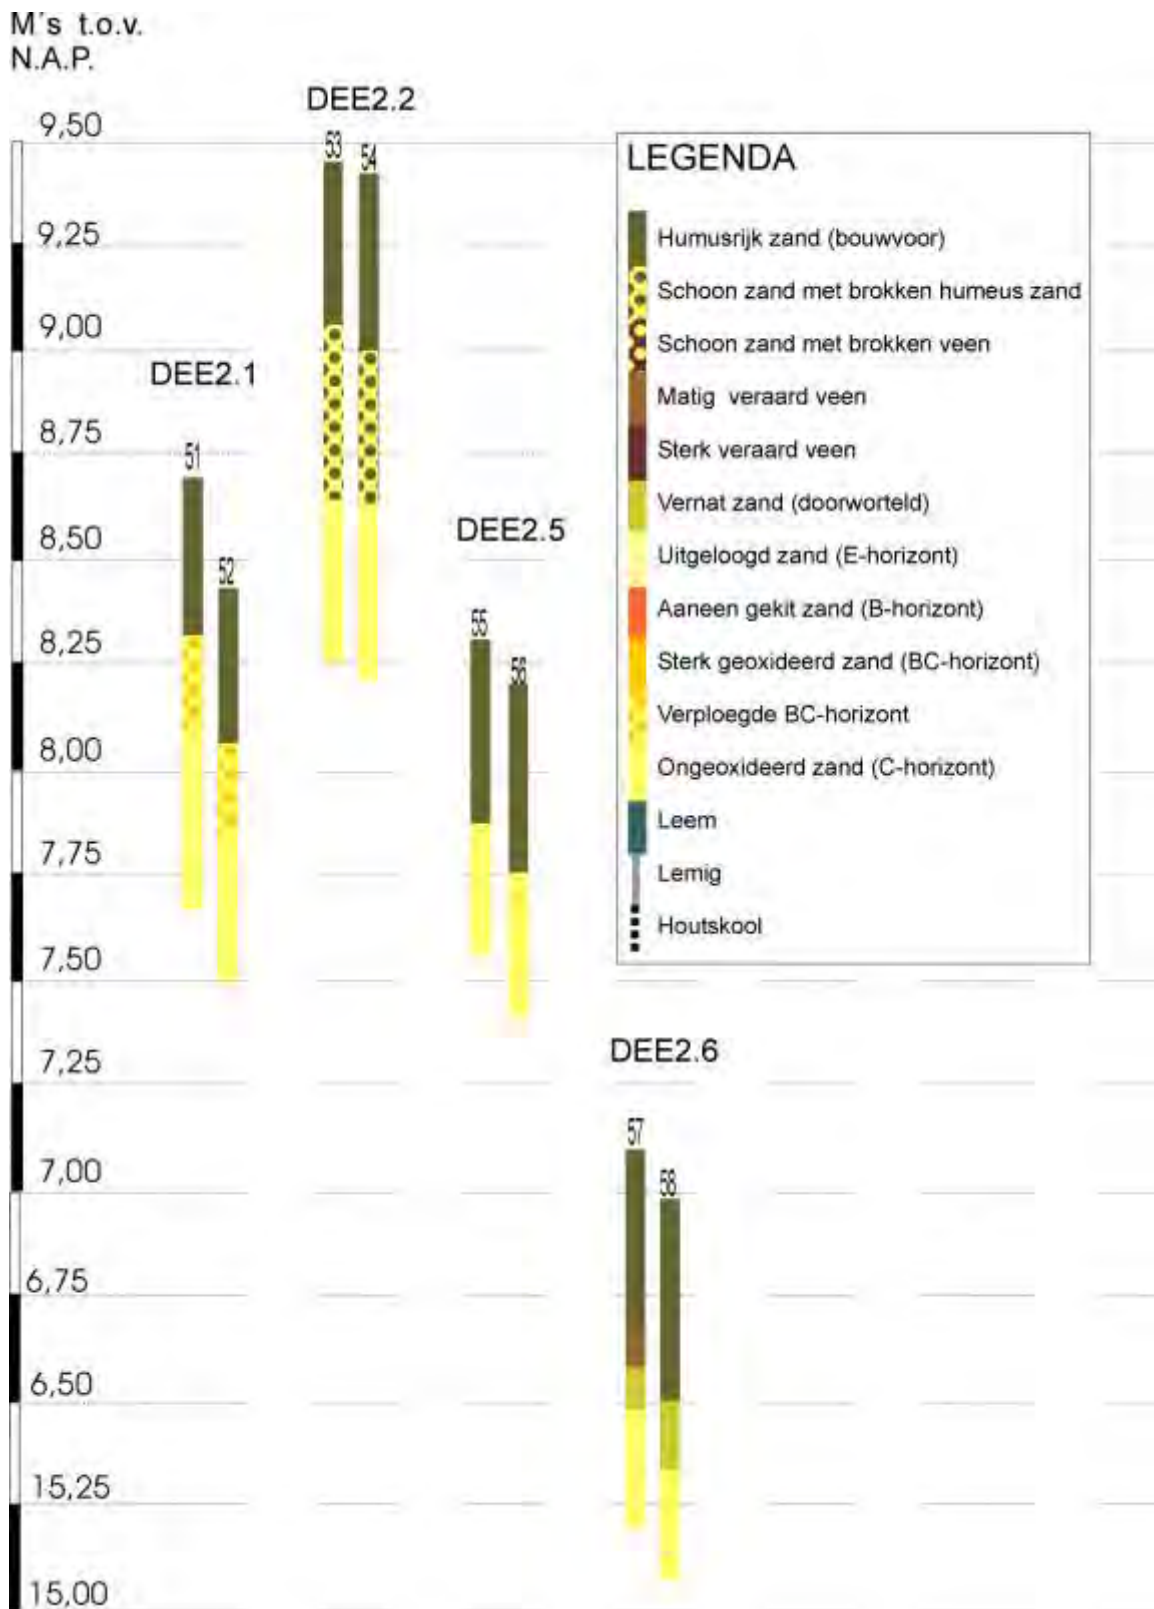 M's t.o.v.
N.A.P.
DEE2.2
9,50
53
54
9,25
9,00
DEE2.1
8,75
51
8,50
52
DEE2.5
8,25
55
56
8,00
7,75
7,50
7,25
DEE2.6
57
7,00
58
6,75
6,50
15,25
15,00
LEGENDA
Humusrijk zand (bouwvoor)
Schoon zand met brokken humeus zand
Schoon zand met brokken veen
Matig veraard veen
Sterk veraard veen
Vernat zand (doorworteld)
Uitgeloogd zand (E-horizont)
Aaneen gekit zand (B-horizont)
Sterk geoxideerd zand (BC-horizont)
Verploegde BC-horizont
Ongeoxideerd zand (C-horizont)
Leem
Lemig
Houtskool